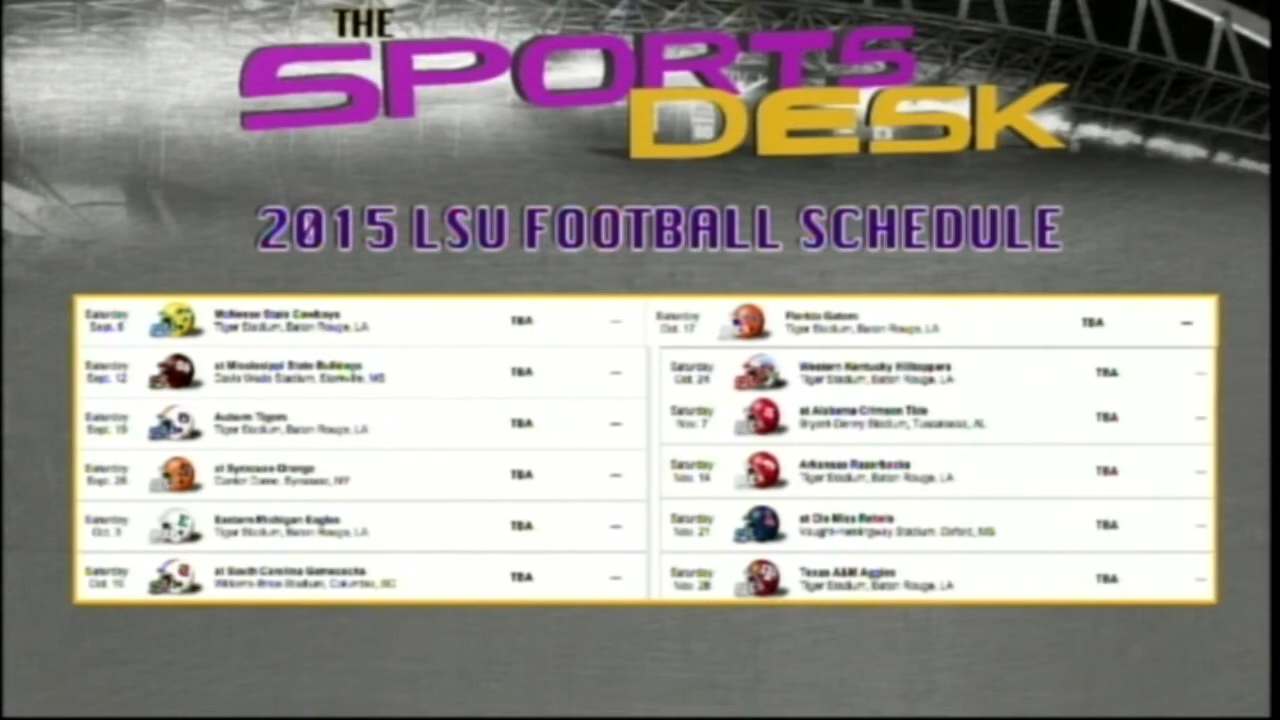 THE
SPORTS
DESK
2015 LSU FOOTBALL SCHEDULE
Saturday
Sept. 5
McNeese State Cowboys
Tiger Stadium, Baton Rouge, LA
TBA
—
Saturday
Sept. 12
at Mississippi State Bulldogs
Davis Wade Stadium, Starkville, MS
TBA
—
Saturday
Sept. 19
Auburn Tigers
Tiger Stadium, Baton Rouge, LA
TBA
—
Saturday
Sept. 26
at Syracuse Orange
Carrier Dome, Syracuse, NY
TBA
—
Saturday
Oct. 3
Eastern Michigan Eagles
Tiger Stadium, Baton Rouge, LA
TBA
—
Saturday
Oct. 10
at South Carolina Gamecocks
Williams-Brice Stadium, Columbia, SC
TBA
—
Saturday
Oct. 17
Florida Gators
Tiger Stadium, Baton Rouge, LA
TBA
—
Saturday
Oct. 24
Western Kentucky Hilltoppers
Tiger Stadium, Baton Rouge, LA
TBA
—
Saturday
Nov. 7
at Alabama Crimson Tide
Bryant-Denny Stadium, Tuscaloosa, AL
TBA
—
Saturday
Nov. 14
Arkansas Razorbacks
Tiger Stadium, Baton Rouge, LA
TBA
—
Saturday
Nov. 21
at Ole Miss Rebels
Vaught-Hemingway Stadium, Oxford, MS
TBA
—
Saturday
Nov. 28
Texas A&M Aggies
Tiger Stadium, Baton Rouge, LA
TBA
—